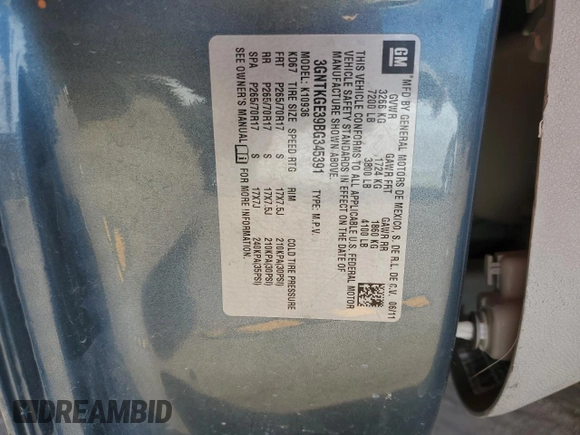 GM
MFD BY GENERAL MOTORS DE MEXICO, S. DE R.L. DE C.V. 06/11
GVWR GAWR FRT GAWR RR
3266 KG 1724 KG 1860 KG
7200 LB 3800 LB 4100 LB
THIS VEHICLE CONFORMS TO ALL APPLICABLE U.S. FEDERAL MOTOR
VEHICLE SAFETY STANDARDS IN EFFECT ON THE DATE OF
MANUFACTURE SHOWN ABOVE.
3GNTKGE39BG345391 TYPE: M.P.V.
MODEL: K10936
K067 TIRE SIZE SPEED RTG RIM COLD TIRE PRESSURE
FRT P265/70R17 S 17X7.5J 210KPA(30PSI)
RR P265/70R17 S 17X7.5J 210KPA(30PSI)
SPA P265/70R17 S 17X7J 240KPA(35PSI)
SEE OWNER'S MANUAL FOR MORE INFORMATION.
DREAMBID